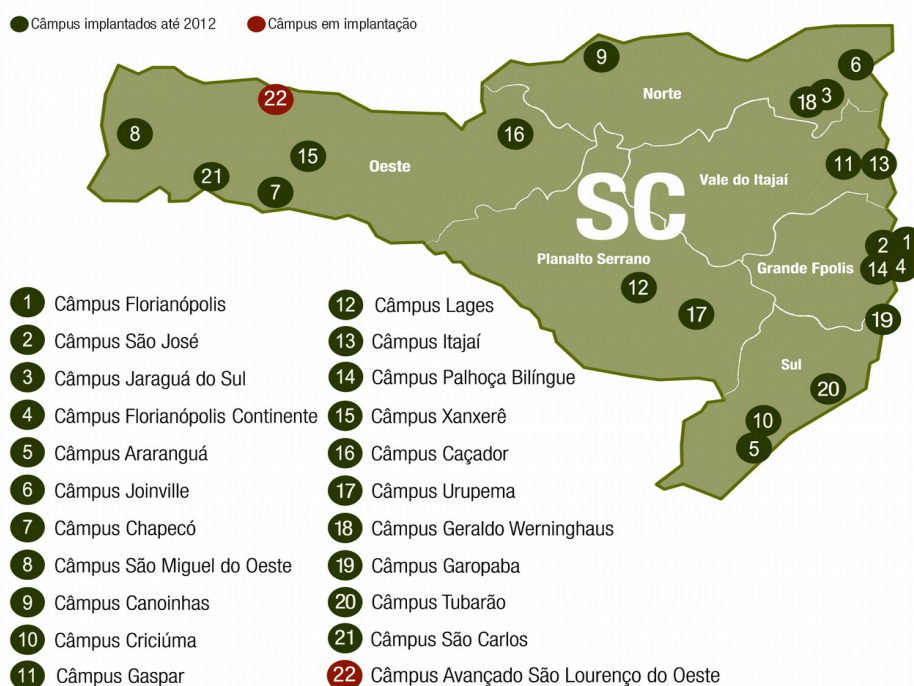 Câmpus implantados até 2012
Câmpus em implantação
9
6
Norte
3
18
22
8
16
15
Oeste
21
7
11
13
Vale do Itajaí
SC
2
1
Planalto Serrano
Grande Fpolis
14
4
12
17
19
Sul
20
10
5
1 Câmpus Florianópolis
2 Câmpus São José
3 Câmpus Jaraguá do Sul
4 Câmpus Florianópolis Continente
5 Câmpus Araranguá
6 Câmpus Joinville
7 Câmpus Chapecó
8 Câmpus São Miguel do Oeste
9 Câmpus Canoinhas
10 Câmpus Criciúma
11 Câmpus Gaspar
12 Câmpus Lages
13 Câmpus Itajaí
14 Câmpus Palhoça Bilíngue
15 Câmpus Xanxerê
16 Câmpus Caçador
17 Câmpus Urupema
18 Câmpus Geraldo Werninghaus
19 Câmpus Garopaba
20 Câmpus Tubarão
21 Câmpus São Carlos
22 Câmpus Avançado São Lourenço do Oeste